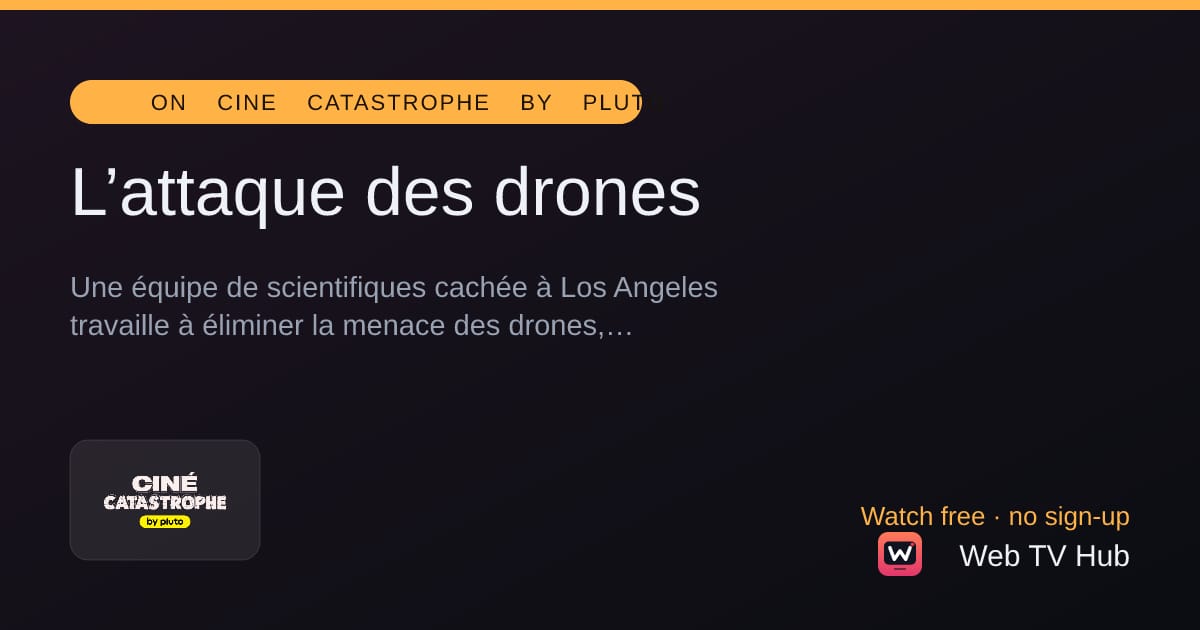 ON CINE CATASTROPHE BY PLUT
L’attaque des drones
Une équipe de scientifiques cachée à Los Angeles
travaille à éliminer la menace des drones,…
CINÉ
CATASTROPHE
by pluto
Watch free · no sign-up
W
Web TV Hub